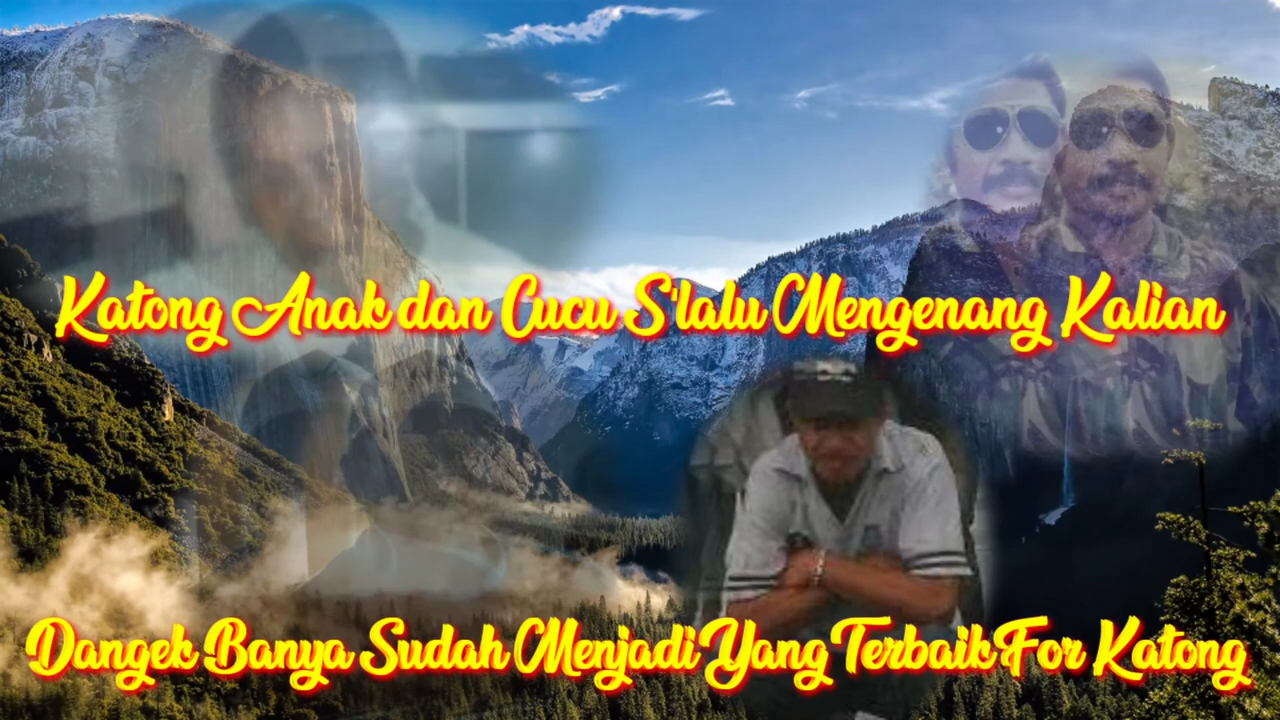 Katong Anak dan Cucu S'lalu Mengenang Kalian
Dangek Banya Sudah Menjadi Yang Terbaik For Katong